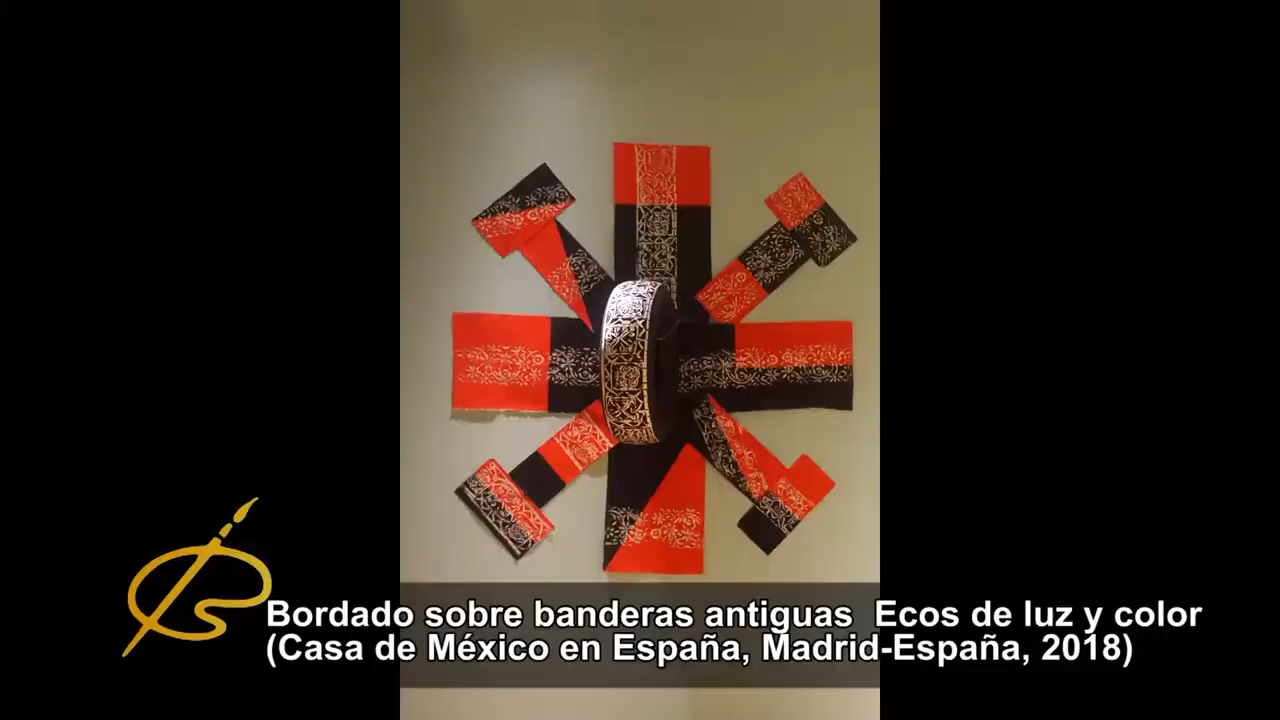 Bordado sobre banderas antiguas  Ecos de luz y color
(Casa de México en España, Madrid-España, 2018)